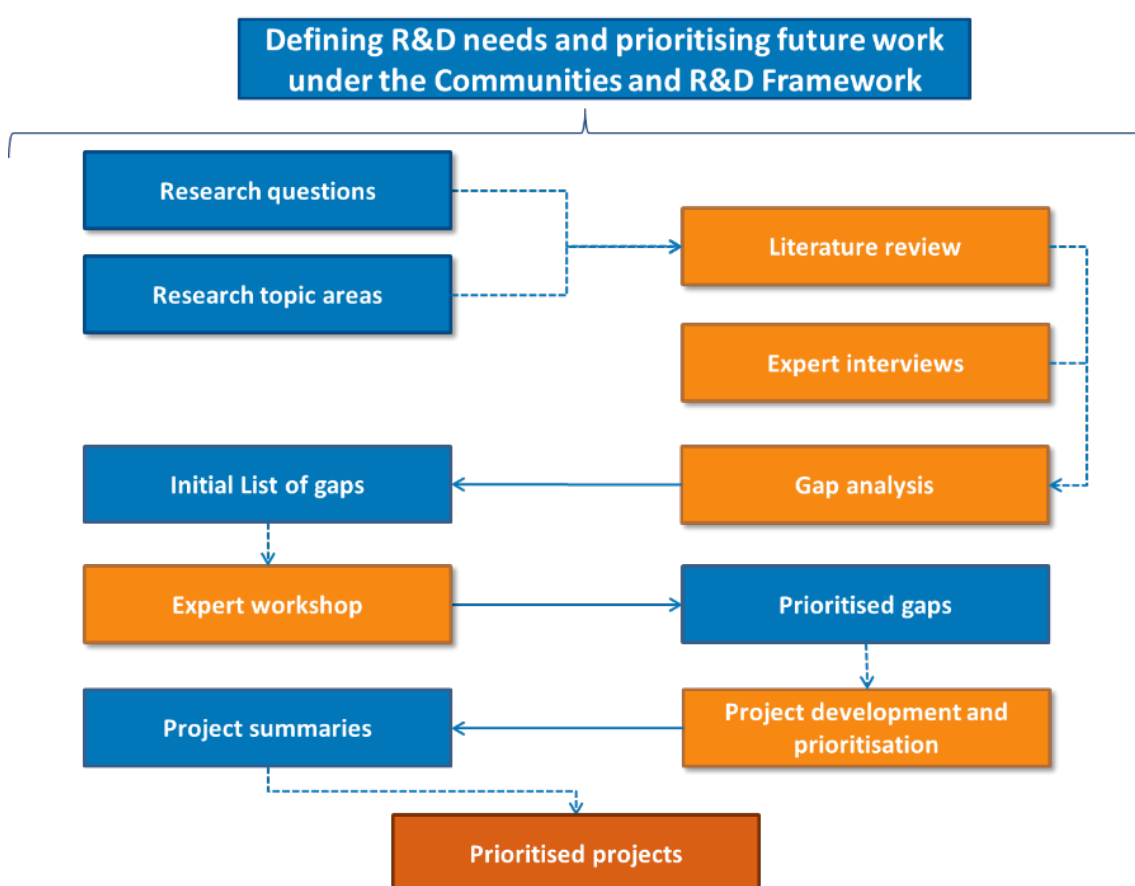 Defining R&D needs and prioritising future work
under the Communities and R&D Framework
Research questions
Literature review
Research topic areas
Expert interviews
Initial List of gaps
Gap analysis
Expert workshop
Prioritised gaps
Project summaries
Project development and
prioritisation
Prioritised projects